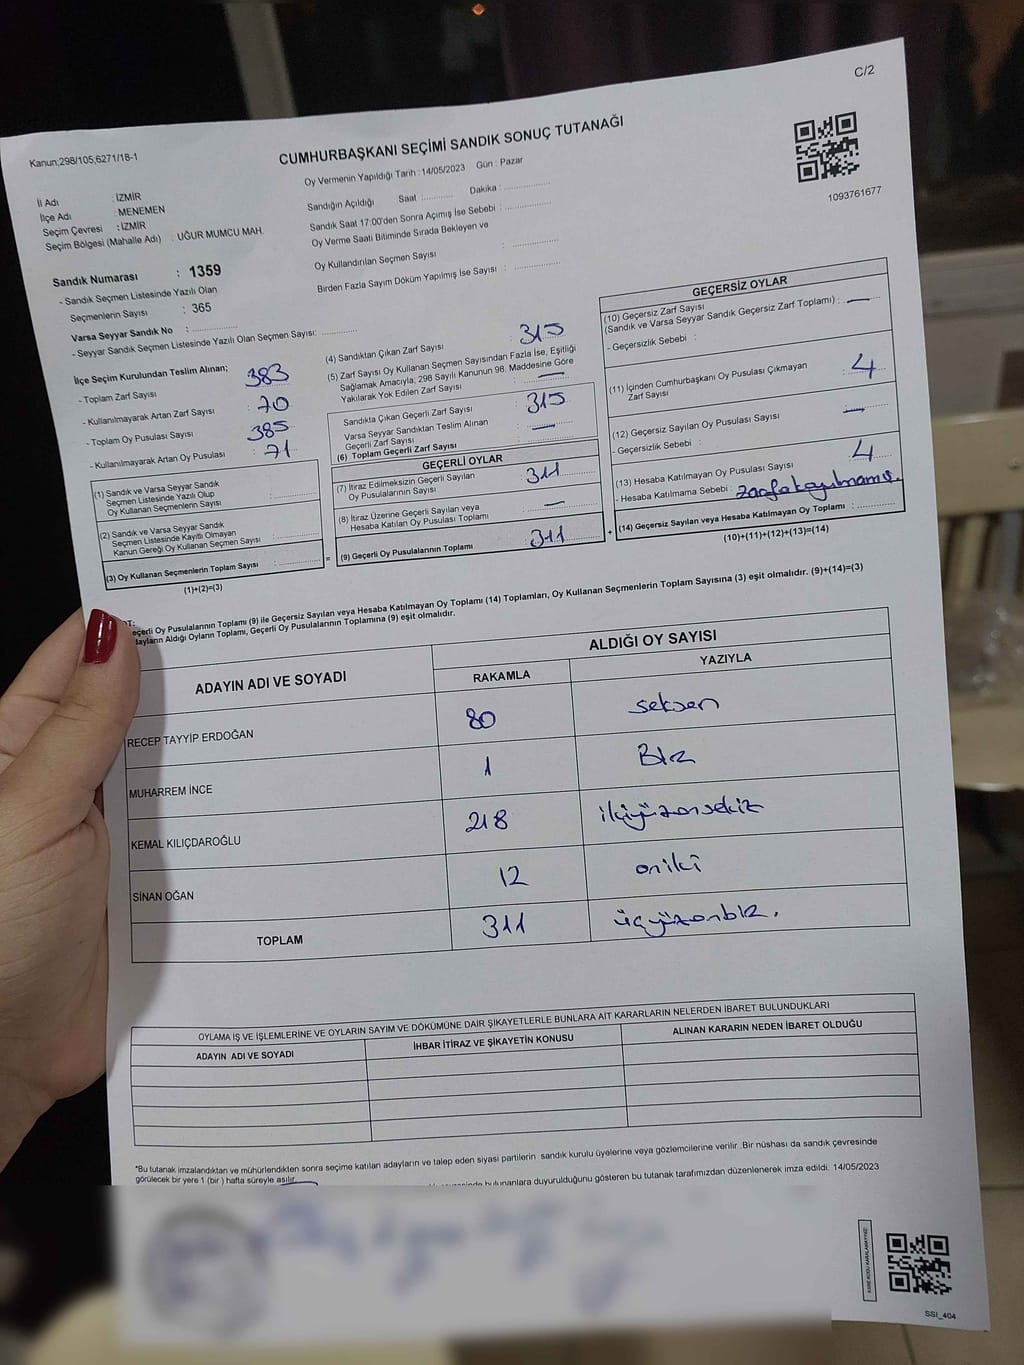 C/2
Kanun;298/105;6271/18-1
CUMHURBAŞKANI SEÇİMİ SANDIK SONUÇ TUTANAĞI
1093761677
İl Adı : İZMİR
İlçe Adı : MENEMEN
Seçim Çevresi : İZMİR
Seçim Bölgesi (Mahalle Adı) : UĞUR MUMCU MAH.
Oy Vermenin Yapıldığı Tarih : 14/05/2023 Gün : Pazar
Sandığın Açıldığı Saat ........... Dakika : ...............
Sandık Saat 17:00'den Sonra Açımış İse Sebebi : ...............
Oy Verme Saati Bitiminde Sırada Bekleyen ve
Oy Kullandırılan Seçmen Sayısı : ...............
Birden Fazla Sayım Döküm Yapılmış İse Sayısı : ...............
Sandık Numarası : 1359
- Sandık Seçmen Listesinde Yazılı Olan
Seçmenlerin Sayısı : 365
Varsa Seyyar Sandık No : ...............
- Seyyar Sandık Seçmen Listesinde Yazılı Olan Seçmen Sayısı: ...............
İlçe Seçim Kurulundan Teslim Alınan;
- Toplam Zarf Sayısı : 383
- Kullanılmayarak Artan Zarf Sayısı : 70
- Toplam Oy Pusulası Sayısı : 385
- Kullanılmayarak Artan Oy Pusulası : 71
(1) Sandık ve Varsa Seyyar Sandık
Seçmen Listesinde Yazılı Olup
Oy Kullanan Seçmenlerin Sayısı : ...............
(2) Sandık ve Varsa Seyyar Sandık
Seçmen Listesinde Kayıtlı Olmayan
Kanun Gereği Oy Kullanan Seçmen Sayısı : ...............
(3) Oy Kullanan Seçmenlerin Toplam Sayısı : ...............
(1)+(2)=(3)
=
(4) Sandıktan Çıkan Zarf Sayısı : 315
(5) Zarf Sayısı Oy Kullanan Seçmen Sayısından Fazla İse, Eşitliği
Sağlamak Amacıyla; 298 Sayılı Kanunun 98. Maddesine Göre
Yakılarak Yok Edilen Zarf Sayısı : —
Sandıkta Çıkan Geçerli Zarf Sayısı : 315
Varsa Seyyar Sandıktan Teslim Alınan
Geçerli Zarf Sayısı : —
(6) Toplam Geçerli Zarf Sayısı
GEÇERLİ OYLAR
(7) İtiraz Edilmeksizin Geçerli Sayılan
Oy Pusulalarının Sayısı : 311
(8) İtiraz Üzerine Geçerli Sayılan veya
Hesaba Katılan Oy Pusulası Toplamı : —
(9) Geçerli Oy Pusulalarının Toplamı : 311
+
GEÇERSİZ OYLAR
(10) Geçersiz Zarf Sayısı
(Sandık ve Varsa Seyyar Sandık Geçersiz Zarf Toplamı) : —
- Geçersizlik Sebebi :
(11) İçinden Cumhurbaşkanı Oy Pusulası Çıkmayan
Zarf Sayısı : 4
(12) Geçersiz Sayılan Oy Pusulası Sayısı : —
- Geçersizlik Sebebi :
(13) Hesaba Katılmayan Oy Pusulası Sayısı : 4
- Hesaba Katılmama Sebebi : zarfa koyulmamış.
(14) Geçersiz Sayılan veya Hesaba Katılmayan Oy Toplamı : ...............
(10)+(11)+(12)+(13)=(14)
Oy Pusulalarının Toplamı (9) ile Geçersiz Sayılan veya Hesaba Katılmayan Oy Toplamı (14) Toplamları, Oy Kullanan Seçmenlerin Toplam Sayısına (3) eşit olmalıdır. (9)+(14)=(3)
Aldığı Oyların Toplamı, Geçerli Oy Pusulalarının Toplamına (9) eşit olmalıdır.
ADAYIN ADI VE SOYADI
ALDIĞI OY SAYISI
RAKAMLA YAZIYLA
RECEP TAYYİP ERDOĞAN 80 seksen
MUHARREM İNCE 1 Bir
KEMAL KILIÇDAROĞLU 218 ikiyüzonsekiz
SİNAN OĞAN 12 oniki
TOPLAM 311 üçyüzonbir.
OYLAMA İŞ VE İŞLEMLERİNE VE OYLARIN SAYIM VE DÖKÜMÜNE DAİR ŞİKAYETLERLE BUNLARA AİT KARARLARIN NELERDEN İBARET BULUNDUKLARI
ADAYIN ADI VE SOYADI İHBAR İTİRAZ VE ŞİKAYETİN KONUSU ALINAN KARARIN NEDEN İBARET OLDUĞU
*Bu tutanak imzalandıktan ve mühürlendikten sonra seçime katılan adayların ve talep eden siyasi partilerin sandık kurulu üyelerine veya gözlemcilerine verilir .Bir nüshası da sandık çevresinde
görülecek bir yere 1 (bir ) hafta süreyle asılır.
bulunanlara duyurulduğunu gösteren bu tutanak tarafımızdan düzenlenerek imza edildi. 14/05/2023
KARE KODU KARALAMAYINIZ
SSİ_404